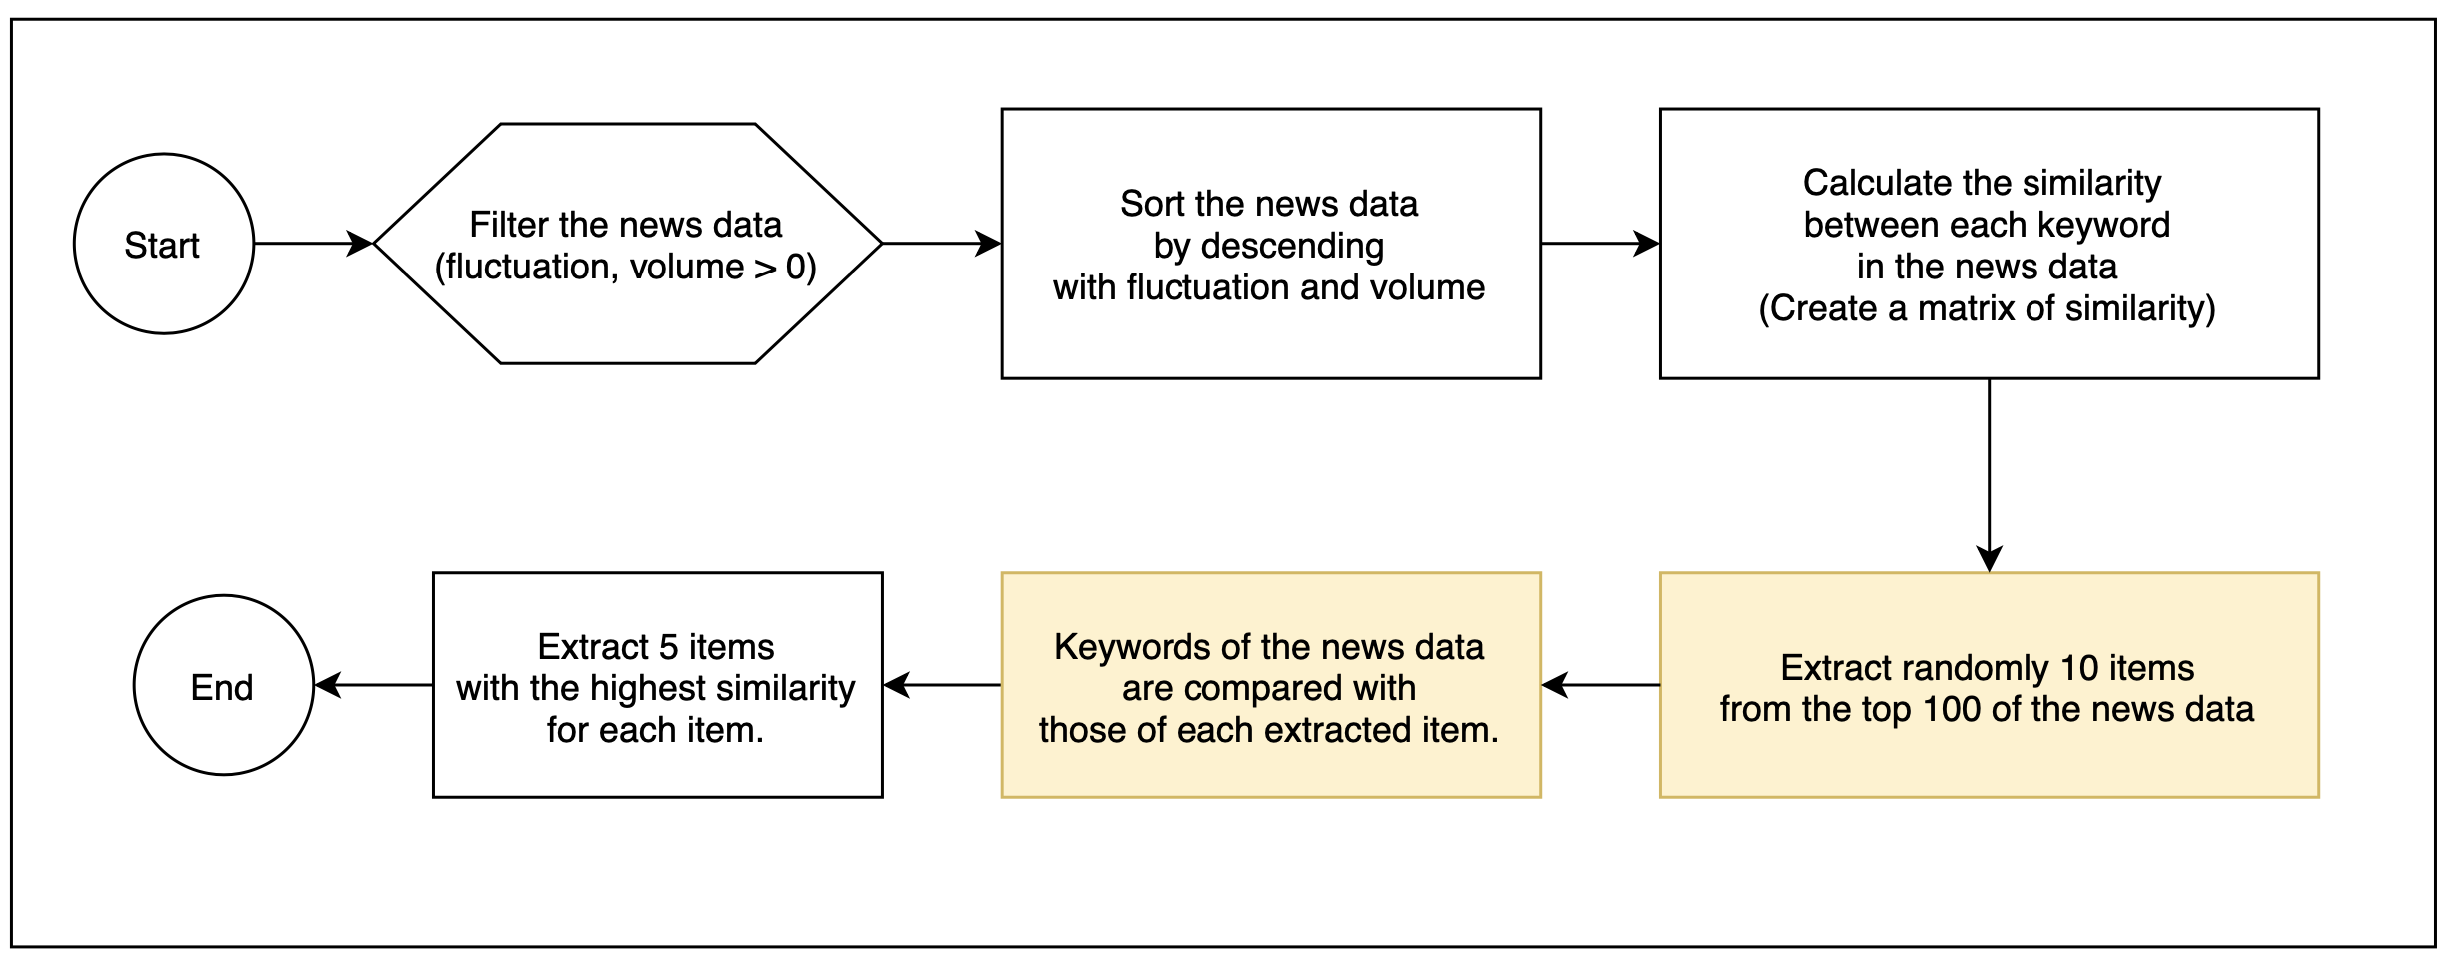 Start
Filter the news data
(fluctuation, volume > 0)
Sort the news data
by descending
with fluctuation and volume
Calculate the similarity
between each keyword
in the news data
(Create a matrix of similarity)
Extract randomly 10 items
from the top 100 of the news data
Keywords of the news data
are compared with
those of each extracted item.
Extract 5 items
with the highest similarity
for each item.
End